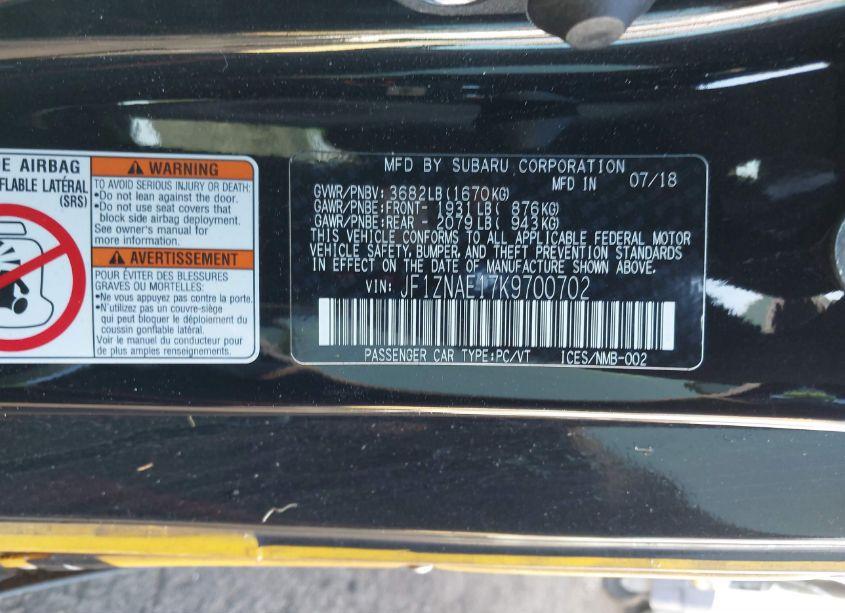 E AIRBAG
FLABLE LATÉRAL
(SRS)
WARNING
TO AVOID SERIOUS INJURY OR DEATH:
•Do not lean against the door.
•Do not use seat covers that
block side airbag deployment.
See owner's manual for
more information.
AVERTISSEMENT
POUR ÉVITER DES BLESSURES
GRAVES OU MORTELLES:
•Ne vous appuyez pas contre la porte.
•N'utilisez pas un couvre-siège
qui peut bloquer le déploiement du
coussin gonflable latéral.
Voir le manuel du conducteur pour
de plus amples renseignements.
MFD BY SUBARU CORPORATION
MFD IN 07/18
GVWR/PNBV: 3682LB(1670KG)
GAWR/PNBE:FRONT- 1931LB( 876KG)
GAWR/PNBE:REAR - 2079LB( 943KG)
THIS VEHICLE CONFORMS TO ALL APPLICABLE FEDERAL MOTOR
VEHICLE SAFETY, BUMPER, AND THEFT PREVENTION STANDARDS
IN EFFECT ON THE DATE OF MANUFACTURE SHOWN ABOVE.
VIN: JF1ZNAE17K9700702
PASSENGER CAR TYPE:PC/VT ICES/NMB-002